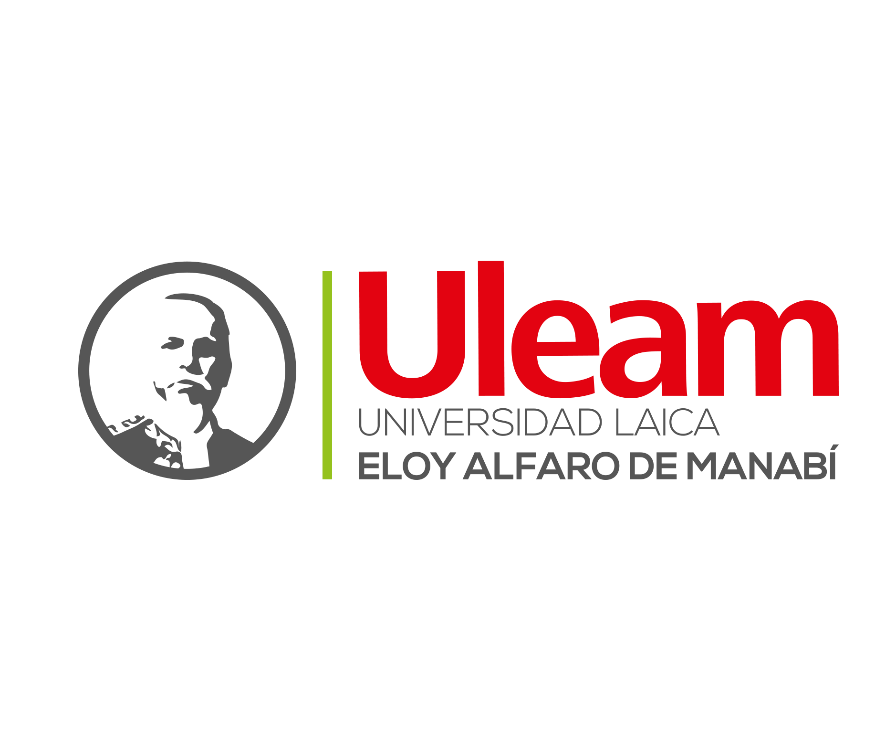 Uleam
UNIVERSIDAD LAICA
ELOY ALFARO DE MANABÍ